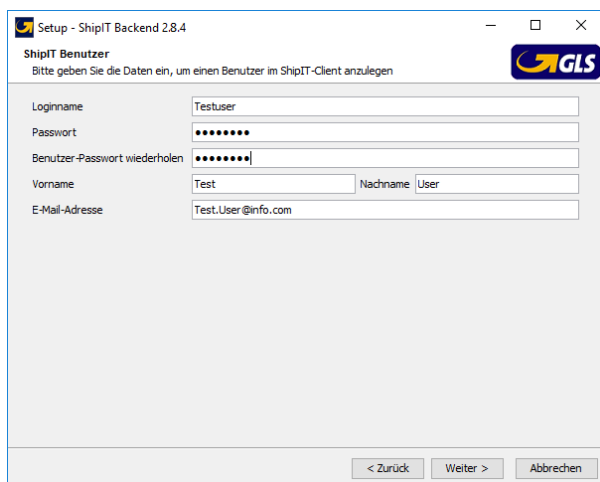 Setup - ShipIT Backend 2.8.4
ShipIT Benutzer
Bitte geben Sie die Daten ein, um einen Benutzer im ShipIT-Client anzulegen
GLS
Loginname Testuser
Passwort ●●●●●●●●
Benutzer-Passwort wiederholen ●●●●●●●●
Vorname Test Nachname User
E-Mail-Adresse Test.User@info.com
< Zurück Weiter > Abbrechen